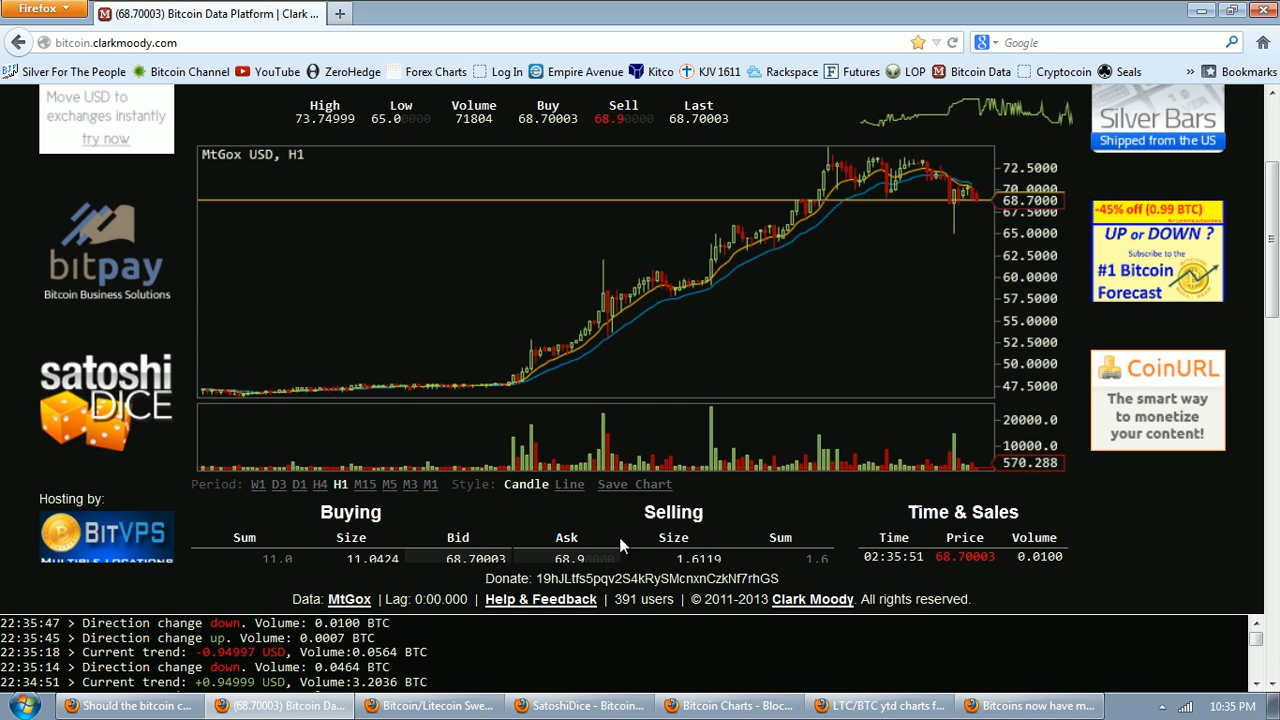 Firefox
(68.70003) Bitcoin Data Platform | Clark ...
bitcoin.clarkmoody.com
Google
Silver For The People Bitcoin Channel YouTube ZeroHedge Forex Charts Log In Empire Avenue Kitco KJV 1611 Rackspace Futures LOP Bitcoin Data Cryptocoin Seals » Bookmarks
Move USD to
exchanges instantly
try now
High Low Volume Buy Sell Last
73.74999 65.00000 71804 68.70003 68.90000 68.70003
Silver Bars
Shipped from the US
MtGox USD, H1
72.5000
70.0000
68.7000
67.5000
65.0000
62.5000
60.0000
57.5000
55.0000
52.5000
50.0000
47.5000
20000.0
10000.0
570.288
bitpay
Bitcoin Business Solutions
-45% off (0.99 BTC)
UP or DOWN ?
Subscribe to the
#1 Bitcoin
Forecast
satoshi
DICE
CoinURL
The smart way
to monetize
your content!
Period: W1 D3 D1 H4 H1 M15 M5 M3 M1 Style: Candle Line Save Chart
Hosting by:
BitVPS
MULTIPLE LOCATIONS
Buying Selling Time & Sales
Sum Size Bid Ask Size Sum Time Price Volume
11.0 11.0424 68.70003 68.90000 1.6119 1.6 02:35:51 68.70003 0.0100
Donate: 19hJLtfs5pqv2S4kRySMcnxnCzkNf7rhGS
Data: MtGox | Lag: 0:00.000 | Help & Feedback | 391 users | © 2011-2013 Clark Moody. All rights reserved.
22:35:47 > Direction change down. Volume: 0.0100 BTC
22:35:45 > Direction change up. Volume: 0.0007 BTC
22:35:18 > Current trend: -0.94997 USD, Volume:0.0564 BTC
22:35:14 > Direction change down. Volume: 0.0464 BTC
22:34:51 > Current trend: +0.94999 USD, Volume:3.2036 BTC
Should the bitcoin c... (68.70003) Bitcoin Da... Bitcoin/Litecoin Swe... SatoshiDice - Bitcoin... Bitcoin Charts - Bloc... LTC/BTC ytd charts f... Bitcoins now have m... 10:35 PM